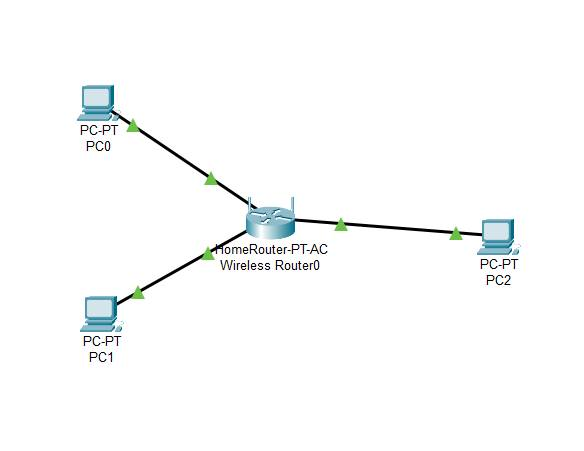 PC-PT
PC0
HomeRouter-PT-AC
Wireless Router0
PC-PT
PC2
PC-PT
PC1